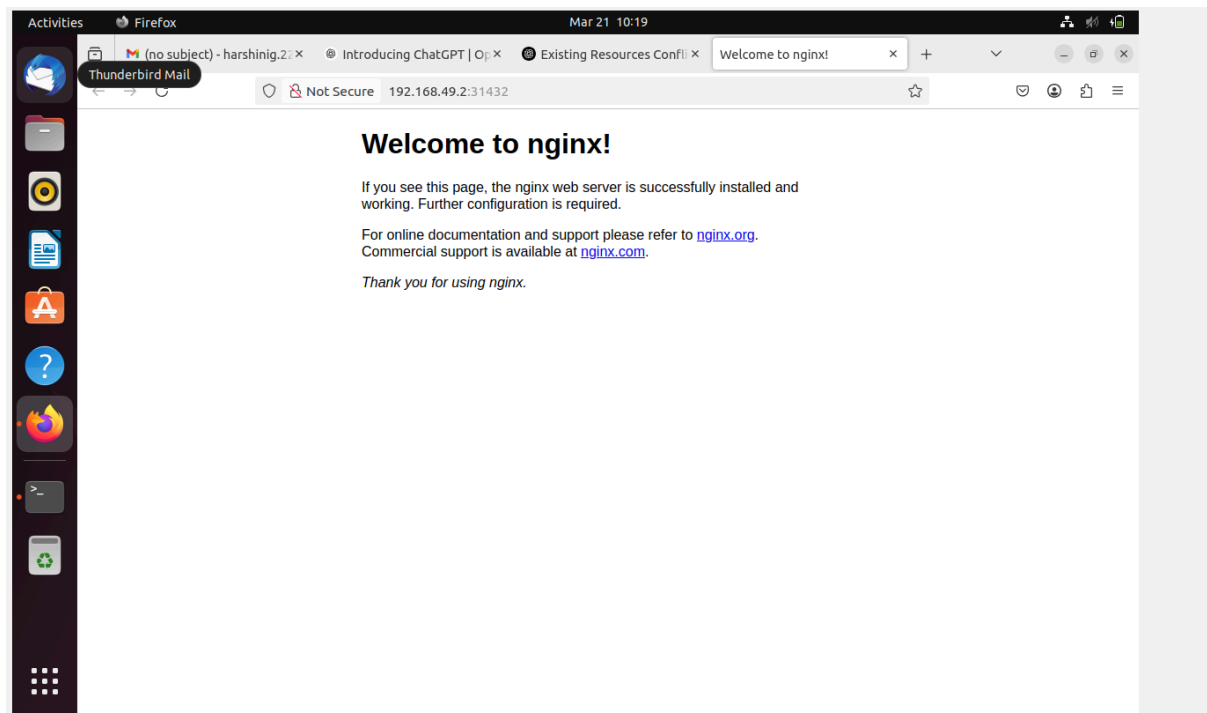 Activities Firefox Mar 21 10:19
(no subject) - harshinig.22 Introducing ChatGPT | Op Existing Resources Confli Welcome to nginx!
Thunderbird Mail
Not Secure 192.168.49.2:31432
Welcome to nginx!
If you see this page, the nginx web server is successfully installed and
working. Further configuration is required.
For online documentation and support please refer to nginx.org.
Commercial support is available at nginx.com.
Thank you for using nginx.